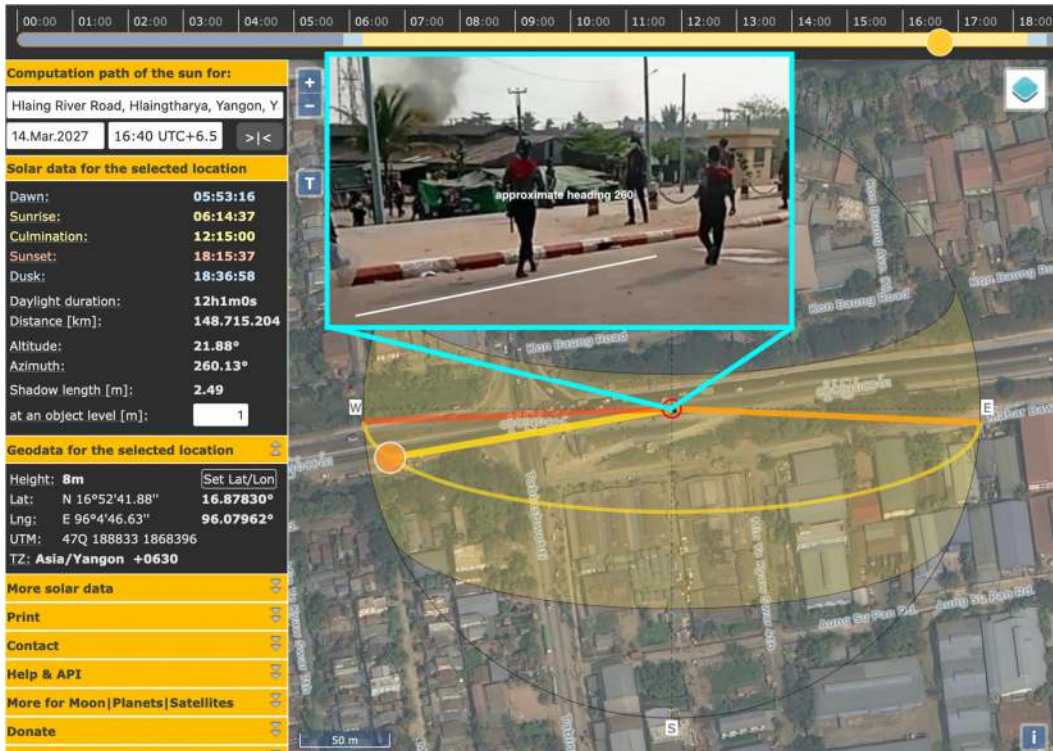 00:00 01:00 02:00 03:00 04:00 05:00 06:00 07:00 08:00 09:00 10:00 11:00 12:00 13:00 14:00 15:00 16:00 17:00 18:00
Computation path of the sun for:
Hlaing River Road, Hlaingtharya, Yangon, Y
14.Mar.2027 16:40 UTC+6.5 >|<
Solar data for the selected location
Dawn: 05:53:16
Sunrise: 06:14:37
Culmination: 12:15:00
Sunset: 18:15:37
Dusk: 18:36:58
Daylight duration: 12h1m0s
Distance [km]: 148.715.204
Altitude: 21.88°
Azimuth: 260.13°
Shadow length [m]: 2.49
at an object level [m]: 1
Geodata for the selected location
Height: 8m Set Lat/Lon
Lat: N 16°52'41.88'' 16.87830°
Lng: E 96°4'46.63'' 96.07962°
UTM: 47Q 188833 1868396
TZ: Asia/Yangon +0630
More solar data
Print
Contact
Help & API
More for Moon|Planets|Satellites
Donate
+
−
T
approximate heading 260
Kon Baung Road
Kon Baung Road
W
E
S
Aung Su Pan Rd.
Aung Su Pan Rd.
50 m
i